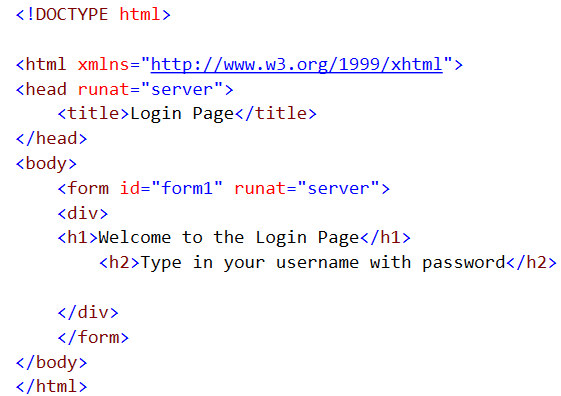 <!DOCTYPE html>
<html xmlns="http://www.w3.org/1999/xhtml">
<head runat="server">
<title>Login Page</title>
</head>
<body>
<form id="form1" runat="server">
<div>
<h1>Welcome to the Login Page</h1>
<h2>Type in your username with password</h2>
</div>
</form>
</body>
</html>